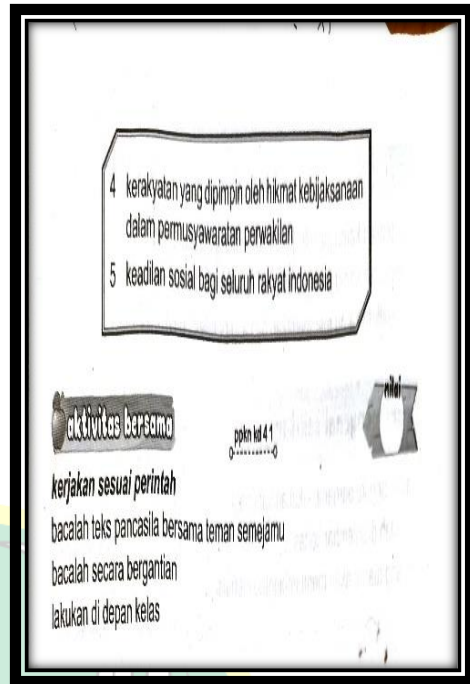 4 kerakyatan yang dipimpin oleh hikmat kebijaksanaan
dalam permusyawaratan perwakilan
5 keadilan sosial bagi seluruh rakyat indonesia
nilai
aktivitas bersama
ppkn kd 4 1
kerjakan sesuai perintah
bacalah teks pancasila bersama teman semejamu
bacalah secara bergantian
lakukan di depan kelas